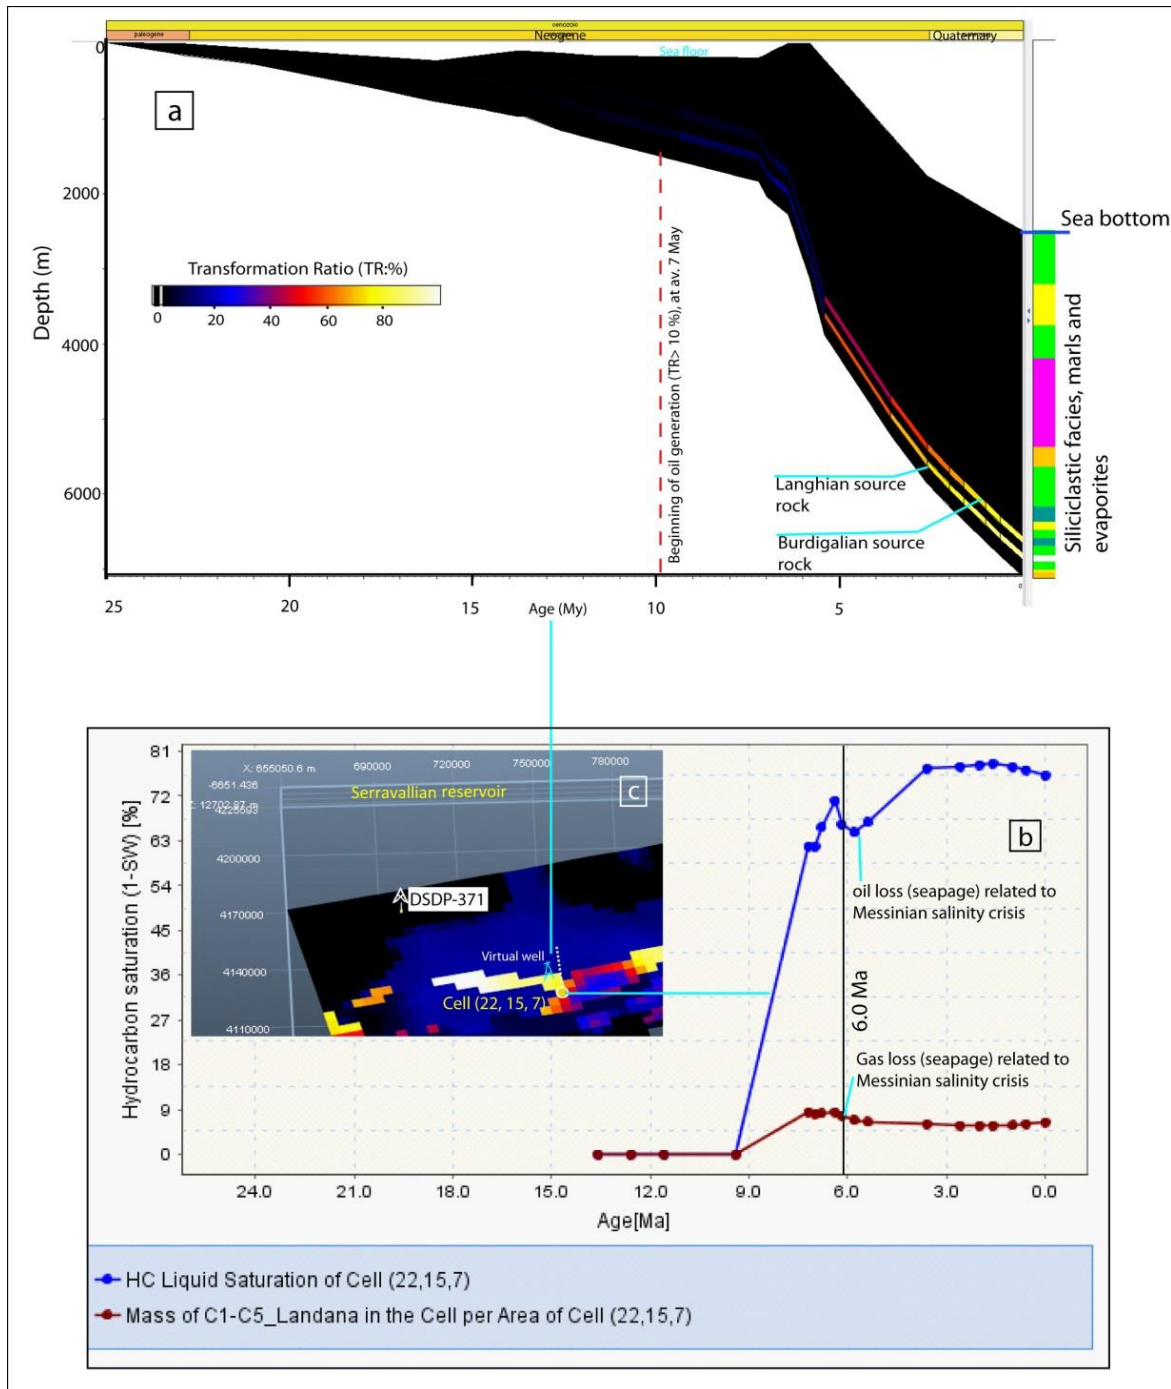 cenozoic
paleogene
Neogene
Quaternary
0
Sea floor
a
2000
Sea bottom
Transformation Ratio (TR:%)
0 20 40 60 80
Depth (m)
4000
Beginning of oil generation (TR> 10 %), at av. 7 May
Siliciclastic facies, marls and
evaporites
6000
Langhian source
rock
Burdigalian source
rock
25 20 15 Age (My) 10 5
81
72
63
54
45
36
27
18
9
0
Hydrocarbon saturation (1-SW) [%]
X: 655050.6 m 690000 720000 750000 780000
-6651.436
Serravallian reservoir
c
4200000
DSDP-371
4170000
Virtual well
4140000
Cell (22, 15, 7)
4110000
b
oil loss (seapage) related to
Messinian salinity crisis
6.0 Ma
Gas loss (seapage) related to
Messinian salinity crisis
24.0 21.0 18.0 15.0 12.0 9.0 6.0 3.0 0.0
Age[Ma]
HC Liquid Saturation of Cell (22,15,7)
Mass of C1-C5_Landana in the Cell per Area of Cell (22,15,7)